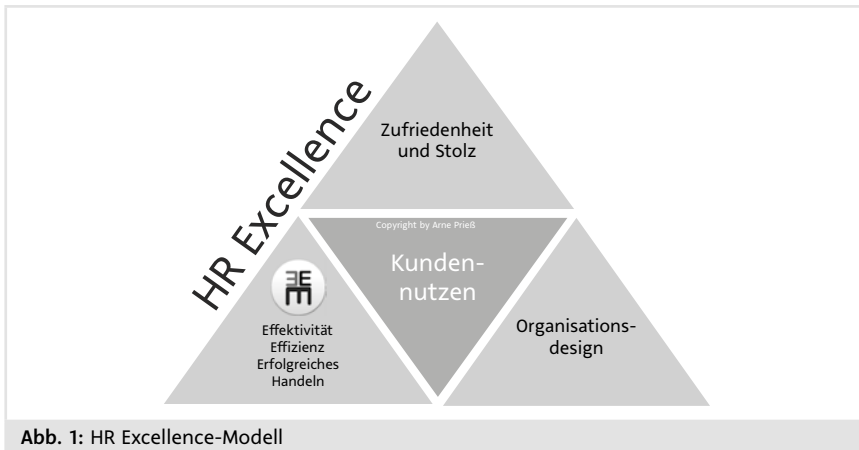 HR Excellence
Zufriedenheit
und Stolz
Copyright by Arne Prieß
Kunden-
nutzen
Effektivität
Effizienz
Erfolgreiches
Handeln
Organisations-
design
Abb. 1: HR Excellence-Modell